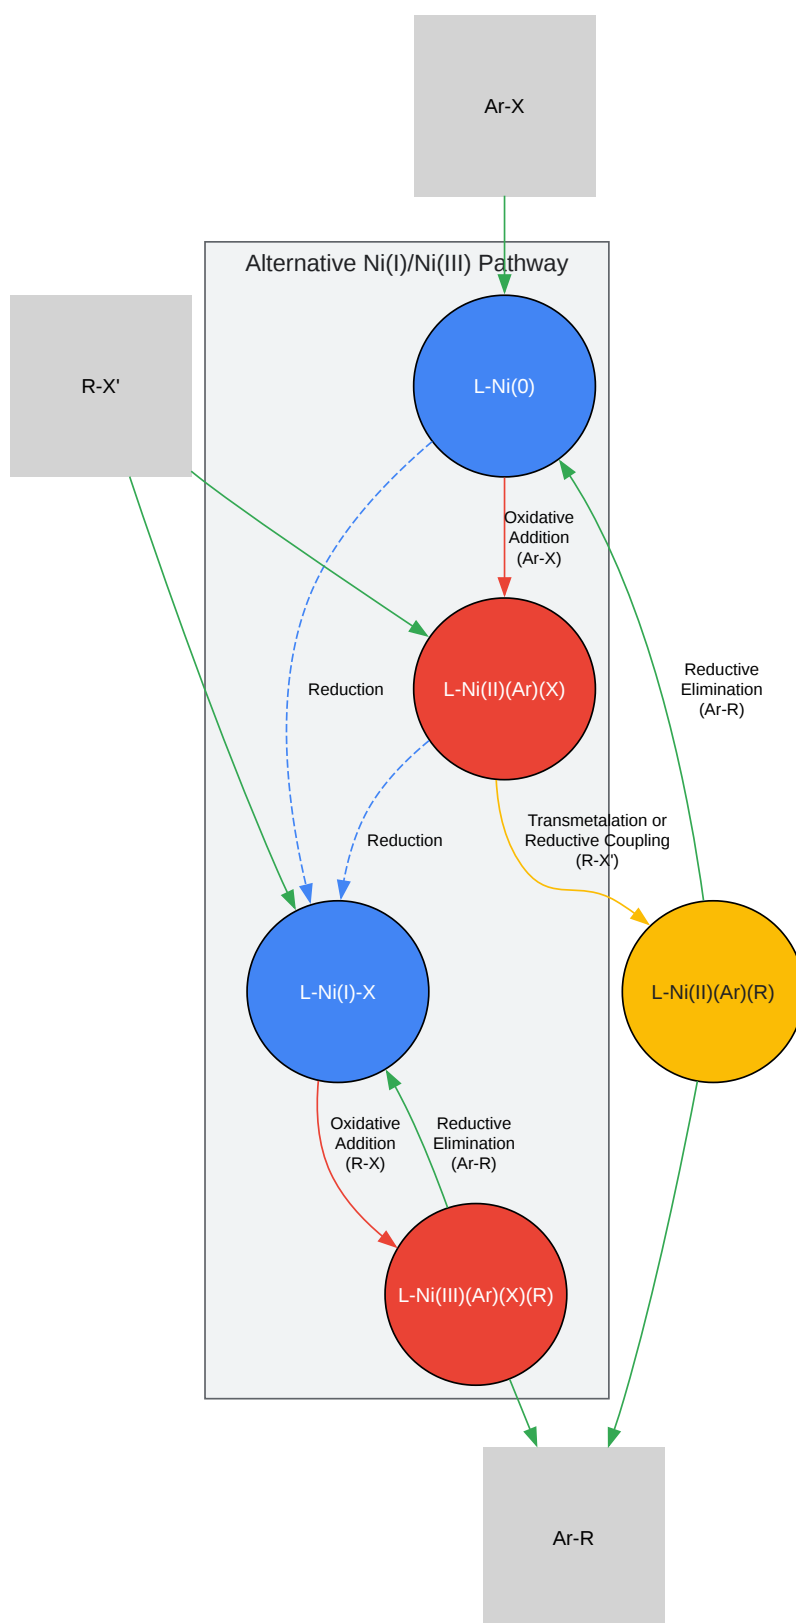 Ar-X
Alternative Ni(I)/Ni(III) Pathway
R-X'
L-Ni(0)
Oxidative
Addition
(Ar-X)
Reduction
L-Ni(II)(Ar)(X)
Reductive
Elimination
(Ar-R)
Reduction
Transmetalation or
Reductive Coupling
(R-X')
L-Ni(I)-X
L-Ni(II)(Ar)(R)
Oxidative
Addition
(R-X)
Reductive
Elimination
(Ar-R)
L-Ni(III)(Ar)(X)(R)
Ar-R